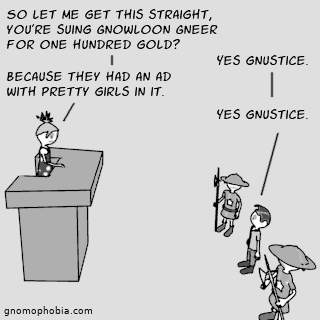 SO LET ME GET THIS STRAIGHT,
YOU'RE SUING GNOWLOON GNEER
FOR ONE HUNDRED GOLD?
YES GNUSTICE.
BECAUSE THEY HAD AN AD
WITH PRETTY GIRLS IN IT.
YES GNUSTICE.
gnomophobia.com